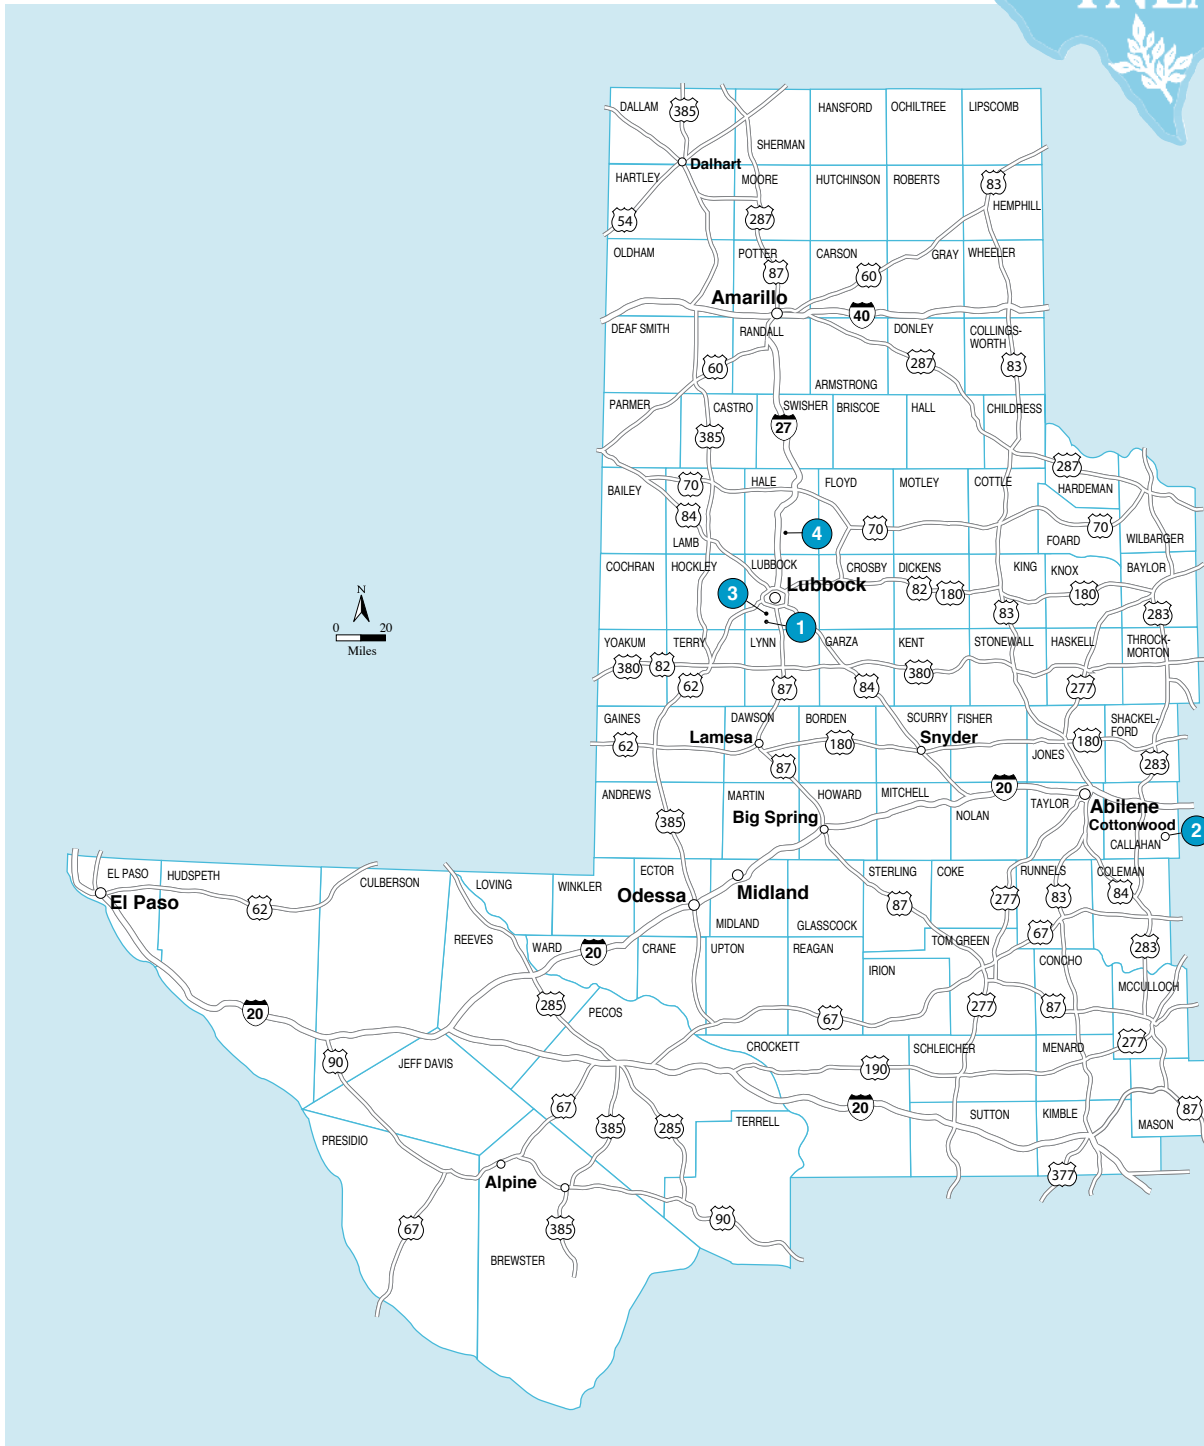 DALLAM
385
HANSFORD
OCHILTREE
LIPSCOMB
SHERMAN
Dalhart
HARTLEY
MOORE
HUTCHINSON
ROBERTS
83
HEMPHILL
54
287
OLDHAM
POTTER
CARSON
GRAY
WHEELER
87
60
Amarillo
40
DEAF SMITH
RANDALL
DONLEY
COLLINGS-
WORTH
60
287
83
ARMSTRONG
PARMER
CASTRO
SWISHER
BRISCOE
HALL
CHILDRESS
385
27
287
BAILEY
70
HALE
FLOYD
MOTLEY
COTTLE
HARDEMAN
84
4
70
70
LAMB
FOARD
WILBARGER
COCHRAN
HOCKLEY
LUBBOCK
CROSBY
DICKENS
KING
KNOX
BAYLOR
Lubbock
82
180
180
3
83
283
1
N
0
20
Miles
YOAKUM
TERRY
LYNN
GARZA
KENT
STONEWALL
HASKELL
THROCK-
MORTON
380
82
380
62
87
84
277
GAINES
DAWSON
BORDEN
SCURRY
FISHER
SHACKEL-
FORD
62
Lamesa
180
Snyder
180
JONES
87
283
ANDREWS
MARTIN
HOWARD
MITCHELL
20
NOLAN
TAYLOR
Abilene
385
Big Spring
Cottonwood
2
CALLAHAN
EL PASO
HUDSPETH
CULBERSON
LOVING
WINKLER
ECTOR
STERLING
COKE
RUNNELS
COLEMAN
El Paso
62
Odessa
Midland
87
277
83
84
MIDLAND
GLASSCOCK
REEVES
WARD
20
CRANE
UPTON
REAGAN
TOM GREEN
67
283
IRION
CONCHO
MCCULLOCH
20
285
PECOS
67
277
87
277
90
JEFF DAVIS
CROCKETT
SCHLEICHER
MENARD
190
67
385
285
20
SUTTON
KIMBLE
87
MASON
PRESIDIO
TERRELL
Alpine
377
67
385
90
BREWSTER